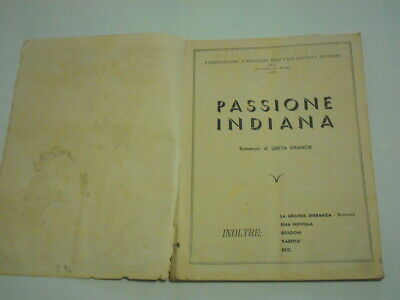 PASSIONE
INDIANA
Romanzo di GRETA GRANOR
INOLTRE:
LA GRANDE SPERANZA - Romanzo
UNA NOVELLA
GIUOCHI
VARIETA'
ECC.